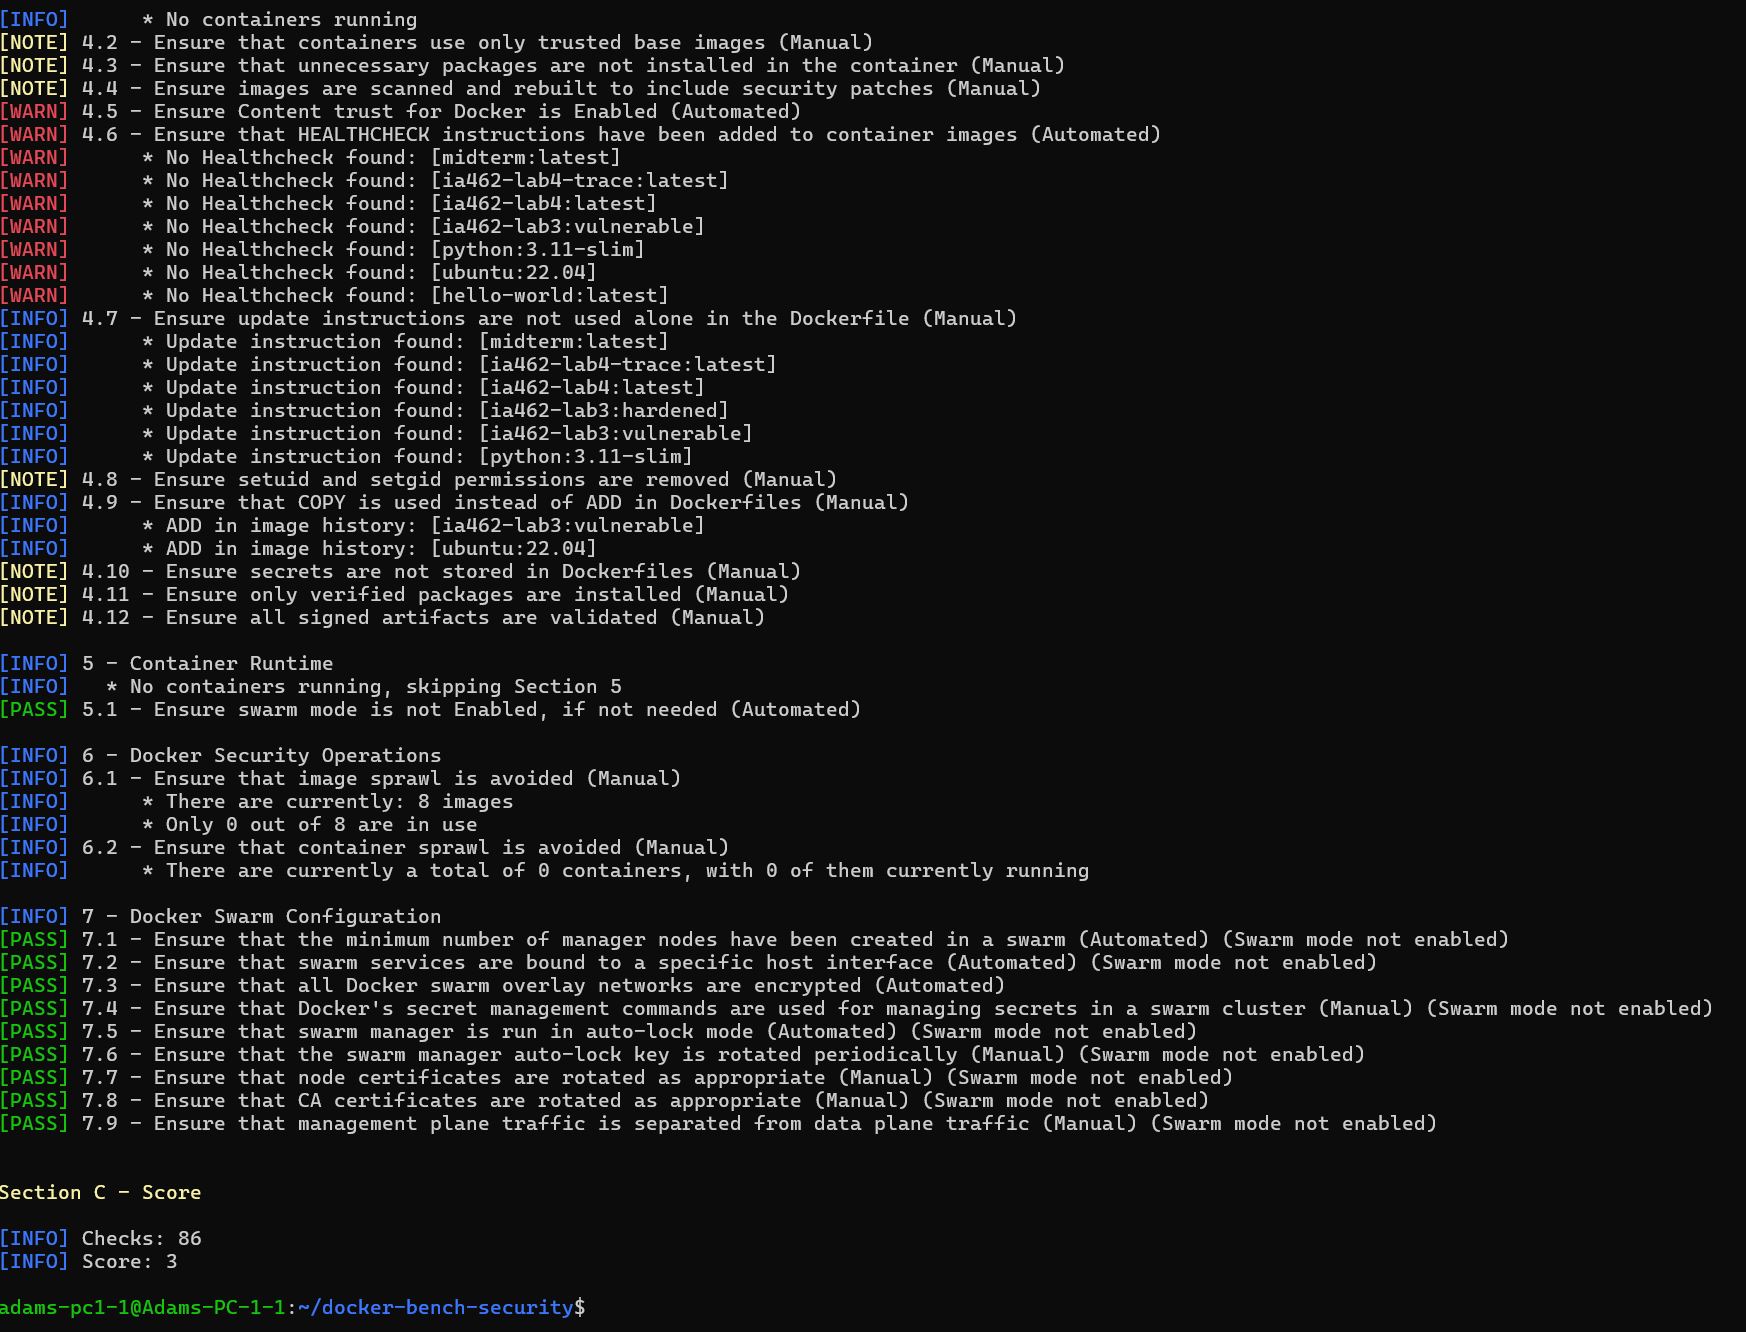 [INFO]      * No containers running
[NOTE] 4.2 - Ensure that containers use only trusted base images (Manual)
[NOTE] 4.3 - Ensure that unnecessary packages are not installed in the container (Manual)
[NOTE] 4.4 - Ensure images are scanned and rebuilt to include security patches (Manual)
[WARN] 4.5 - Ensure Content trust for Docker is Enabled (Automated)
[WARN] 4.6 - Ensure that HEALTHCHECK instructions have been added to container images (Automated)
[WARN]      * No Healthcheck found: [midterm:latest]
[WARN]      * No Healthcheck found: [ia462-lab4-trace:latest]
[WARN]      * No Healthcheck found: [ia462-lab4:latest]
[WARN]      * No Healthcheck found: [ia462-lab3:vulnerable]
[WARN]      * No Healthcheck found: [python:3.11-slim]
[WARN]      * No Healthcheck found: [ubuntu:22.04]
[WARN]      * No Healthcheck found: [hello-world:latest]
[INFO] 4.7 - Ensure update instructions are not used alone in the Dockerfile (Manual)
[INFO]      * Update instruction found: [midterm:latest]
[INFO]      * Update instruction found: [ia462-lab4-trace:latest]
[INFO]      * Update instruction found: [ia462-lab4:latest]
[INFO]      * Update instruction found: [ia462-lab3:hardened]
[INFO]      * Update instruction found: [ia462-lab3:vulnerable]
[INFO]      * Update instruction found: [python:3.11-slim]
[NOTE] 4.8 - Ensure setuid and setgid permissions are removed (Manual)
[INFO] 4.9 - Ensure that COPY is used instead of ADD in Dockerfiles (Manual)
[INFO]      * ADD in image history: [ia462-lab3:vulnerable]
[INFO]      * ADD in image history: [ubuntu:22.04]
[NOTE] 4.10 - Ensure secrets are not stored in Dockerfiles (Manual)
[NOTE] 4.11 - Ensure only verified packages are installed (Manual)
[NOTE] 4.12 - Ensure all signed artifacts are validated (Manual)

[INFO] 5 - Container Runtime
[INFO]   * No containers running, skipping Section 5
[PASS] 5.1 - Ensure swarm mode is not Enabled, if not needed (Automated)

[INFO] 6 - Docker Security Operations
[INFO] 6.1 - Ensure that image sprawl is avoided (Manual)
[INFO]      * There are currently: 8 images
[INFO]      * Only 0 out of 8 are in use
[INFO] 6.2 - Ensure that container sprawl is avoided (Manual)
[INFO]      * There are currently a total of 0 containers, with 0 of them currently running

[INFO] 7 - Docker Swarm Configuration
[PASS] 7.1 - Ensure that the minimum number of manager nodes have been created in a swarm (Automated) (Swarm mode not enabled)
[PASS] 7.2 - Ensure that swarm services are bound to a specific host interface (Automated) (Swarm mode not enabled)
[PASS] 7.3 - Ensure that all Docker swarm overlay networks are encrypted (Automated)
[PASS] 7.4 - Ensure that Docker's secret management commands are used for managing secrets in a swarm cluster (Manual) (Swarm mode not enabled)
[PASS] 7.5 - Ensure that swarm manager is run in auto-lock mode (Automated) (Swarm mode not enabled)
[PASS] 7.6 - Ensure that the swarm manager auto-lock key is rotated periodically (Manual) (Swarm mode not enabled)
[PASS] 7.7 - Ensure that node certificates are rotated as appropriate (Manual) (Swarm mode not enabled)
[PASS] 7.8 - Ensure that CA certificates are rotated as appropriate (Manual) (Swarm mode not enabled)
[PASS] 7.9 - Ensure that management plane traffic is separated from data plane traffic (Manual) (Swarm mode not enabled)

Section C - Score

[INFO] Checks: 86
[INFO] Score: 3

adams-pc1-1@Adams-PC-1-1:~/docker-bench-security$